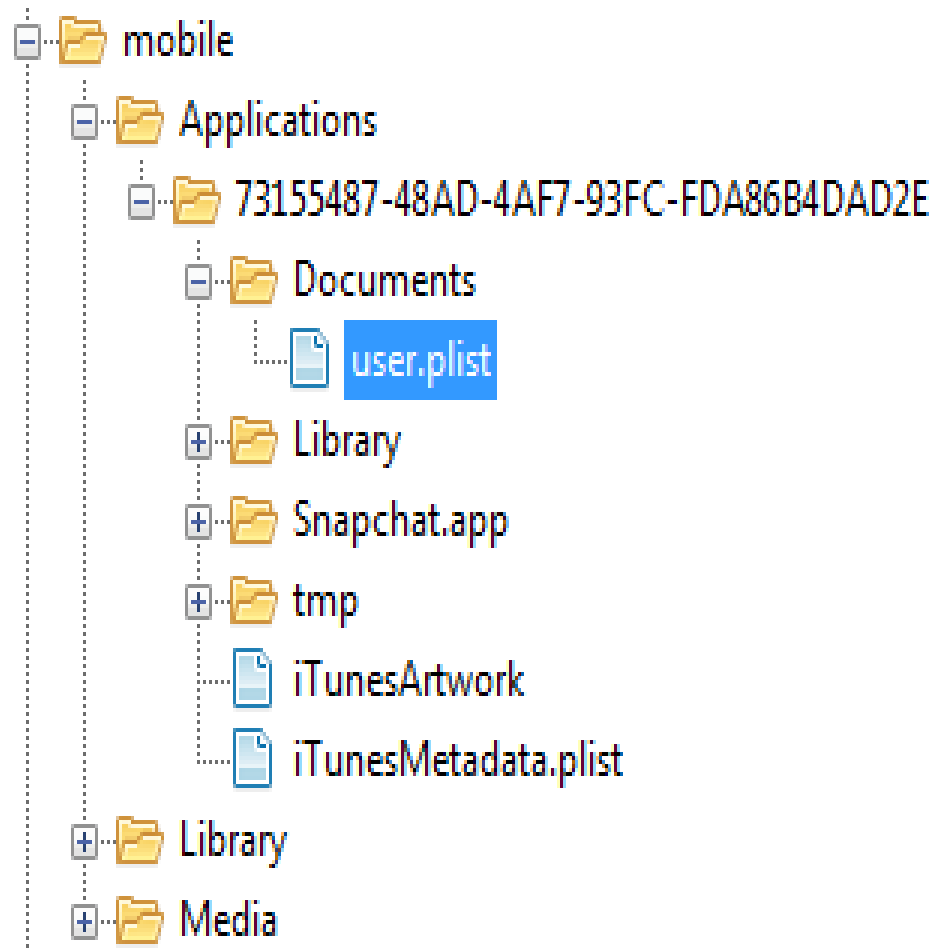 mobile
Applications
73155487-48AD-4AF7-93FC-FDA86B4DAD2E
Documents
user.plist
Library
Snapchat.app
tmp
iTunesArtwork
iTunesMetadata.plist
Library
Media